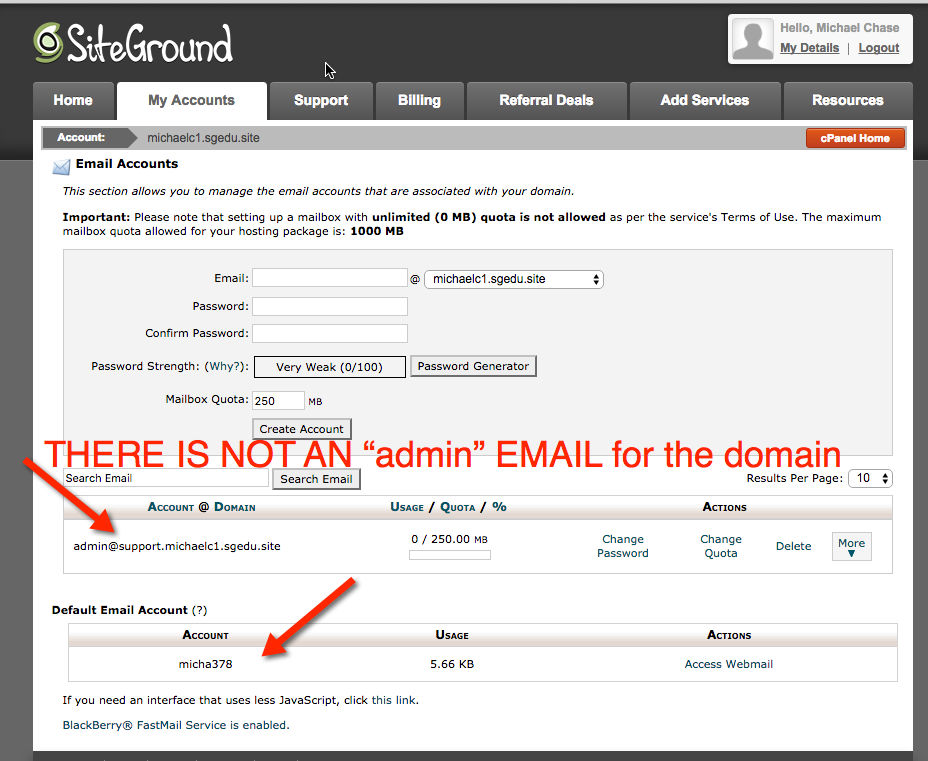 SiteGround
Hello, Michael Chase
My Details | Logout
Home
My Accounts
Support
Billing
Referral Deals
Add Services
Resources
Account: michaelc1.sgedu.site
cPanel Home
Email Accounts
This section allows you to manage the email accounts that are associated with your domain.
Important: Please note that setting up a mailbox with unlimited (0 MB) quota is not allowed as per the service's Terms of Use. The maximum
mailbox quota allowed for your hosting package is: 1000 MB
Email: @ michaelc1.sgedu.site
Password:
Confirm Password:
Password Strength: (Why?): Very Weak (0/100) Password Generator
Mailbox Quota: 250 MB
Create Account
THERE IS NOT AN “admin” EMAIL for the domain
Search Email Search Email Results Per Page: 10
Account @ Domain Usage / Quota / % Actions
admin@support.michaelc1.sgedu.site 0 / 250.00 MB Change Password Change Quota Delete More ▼
Default Email Account (?)
Account Usage Actions
micha378 5.66 KB Access Webmail
If you need an interface that uses less JavaScript, click this link.
BlackBerry® FastMail Service is enabled.